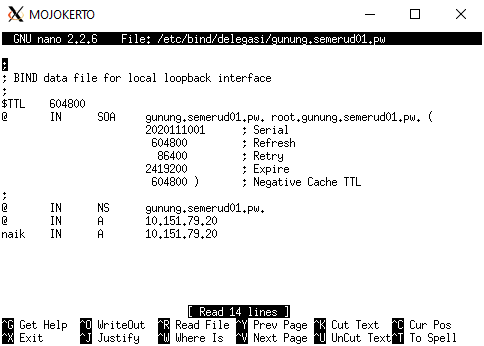 MOJOKERTO
GNU nano 2.2.6    File: /etc/bind/delegasi/gunung.semerud01.pw
;
; BIND data file for local loopback interface
;
$TTL    604800
@       IN      SOA     gunung.semerud01.pw. root.gunung.semerud01.pw. (
                        2020111001      ; Serial
                         604800         ; Refresh
                          86400         ; Retry
                        2419200         ; Expire
                         604800 )       ; Negative Cache TTL
;
@       IN      NS      gunung.semerud01.pw.
@       IN      A       10.151.79.20
naik    IN      A       10.151.79.20
[ Read 14 lines ]
^G Get Help  ^O WriteOut  ^R Read File ^Y Prev Page ^K Cut Text  ^C Cur Pos
^X Exit      ^J Justify   ^W Where Is  ^V Next Page ^U UnCut Text^T To Spell